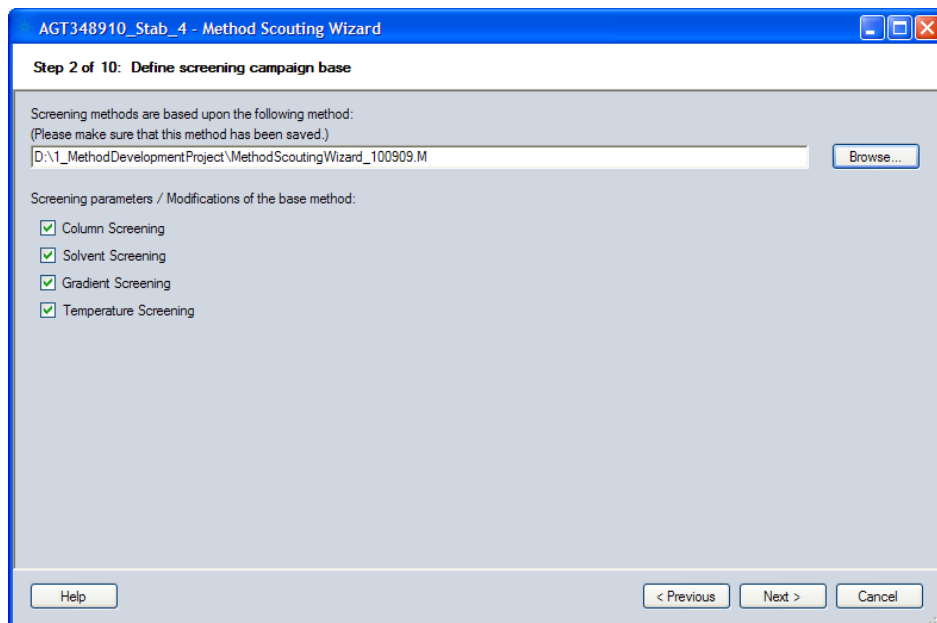 AGT348910_Stab_4 - Method Scouting Wizard
Step 2 of 10: Define screening campaign base
Screening methods are based upon the following method:
(Please make sure that this method has been saved.)
D:\1_MethodDevelopmentProject\MethodScoutingWizard_100909.M
Browse...
Screening parameters / Modifications of the base method:
Column Screening
Solvent Screening
Gradient Screening
Temperature Screening
Help
< Previous
Next >
Cancel